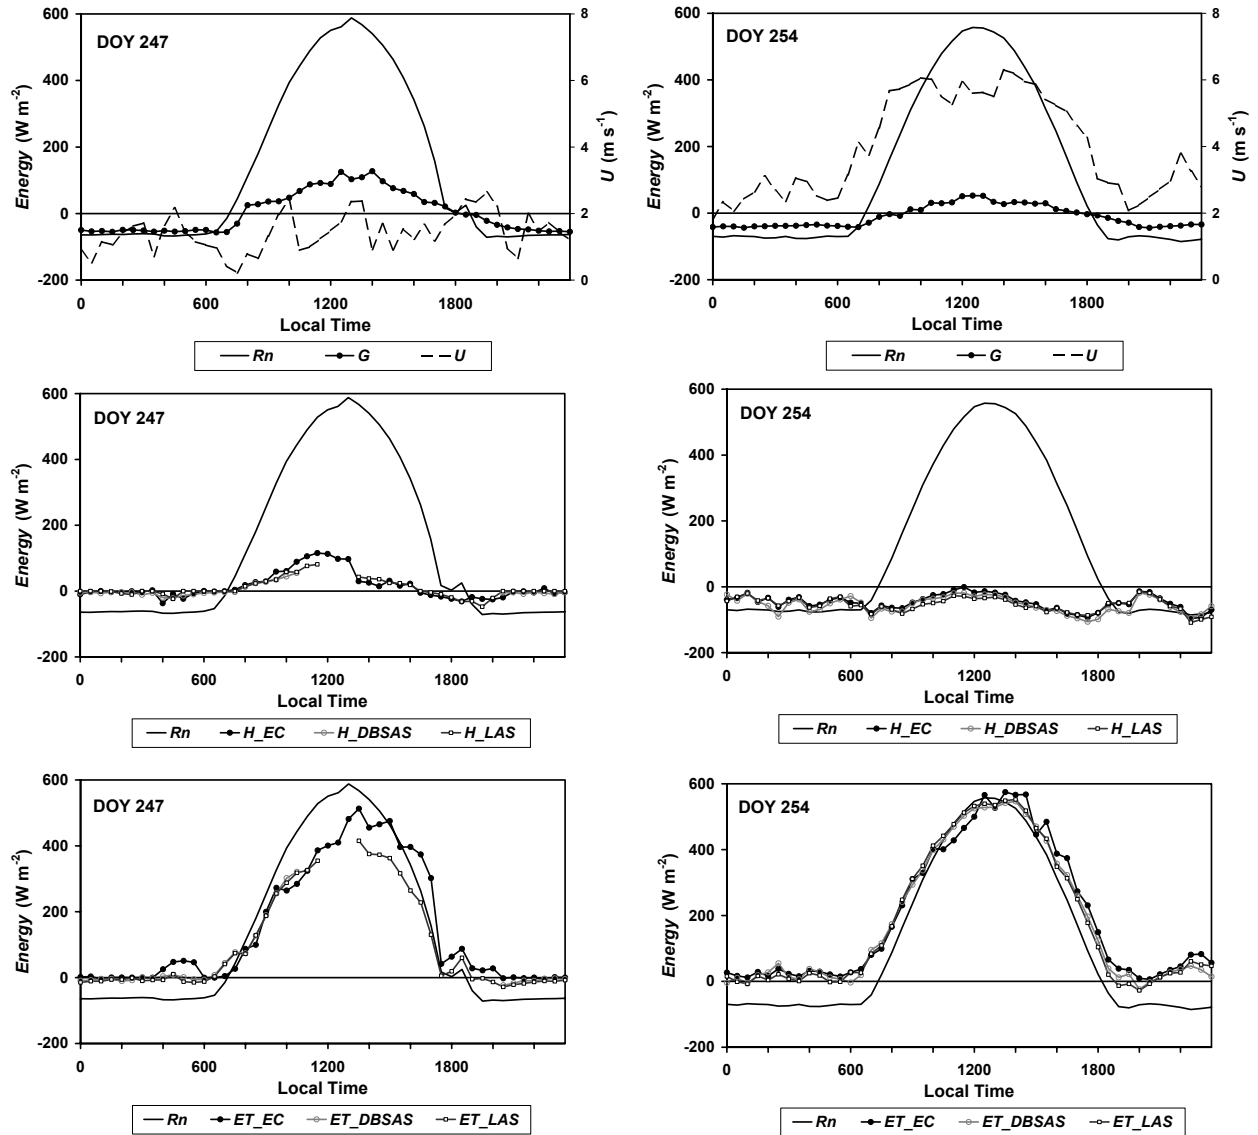 DOY 247
Energy (W m-2)
600
400
200
0
-200
8
6
4
2
0
U (m s-1)
0 600 1200 1800
Local Time
Rn G U
DOY 254
Energy (W m-2)
600
400
200
0
-200
8
6
4
2
0
U (m s-1)
0 600 1200 1800
Local Time
Rn G U
DOY 247
Energy (W m-2)
600
400
200
0
-200
0 600 1200 1800
Local Time
Rn H_EC H_DBSAS H_LAS
DOY 254
Energy (W m-2)
600
400
200
0
-200
0 600 1200 1800
Local Time
Rn H_EC H_DBSAS H_LAS
DOY 247
Energy (W m-2)
600
400
200
0
-200
0 600 1200 1800
Local Time
Rn ET_EC ET_DBSAS ET_LAS
DOY 254
Energy (W m-2)
600
400
200
0
-200
0 600 1200 1800
Local Time
Rn ET_EC ET_DBSAS ET_LAS